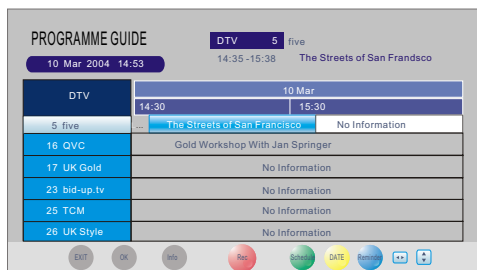 PROGRAMME GUIDE
DTV 5 five
10 Mar 2004 14:53
14:35 -15:38 The Streets of San Frandsco
DTV
10 Mar
14:30 15:30
5 five ... The Streets of San Francisco No Information
16 QVC Gold Workshop With Jan Springer
17 UK Gold No Information
23 bid-up.tv No Information
25 TCM No Information
26 UK Style No Information
EXIT OK Info Rec Schedule DATE Reminder